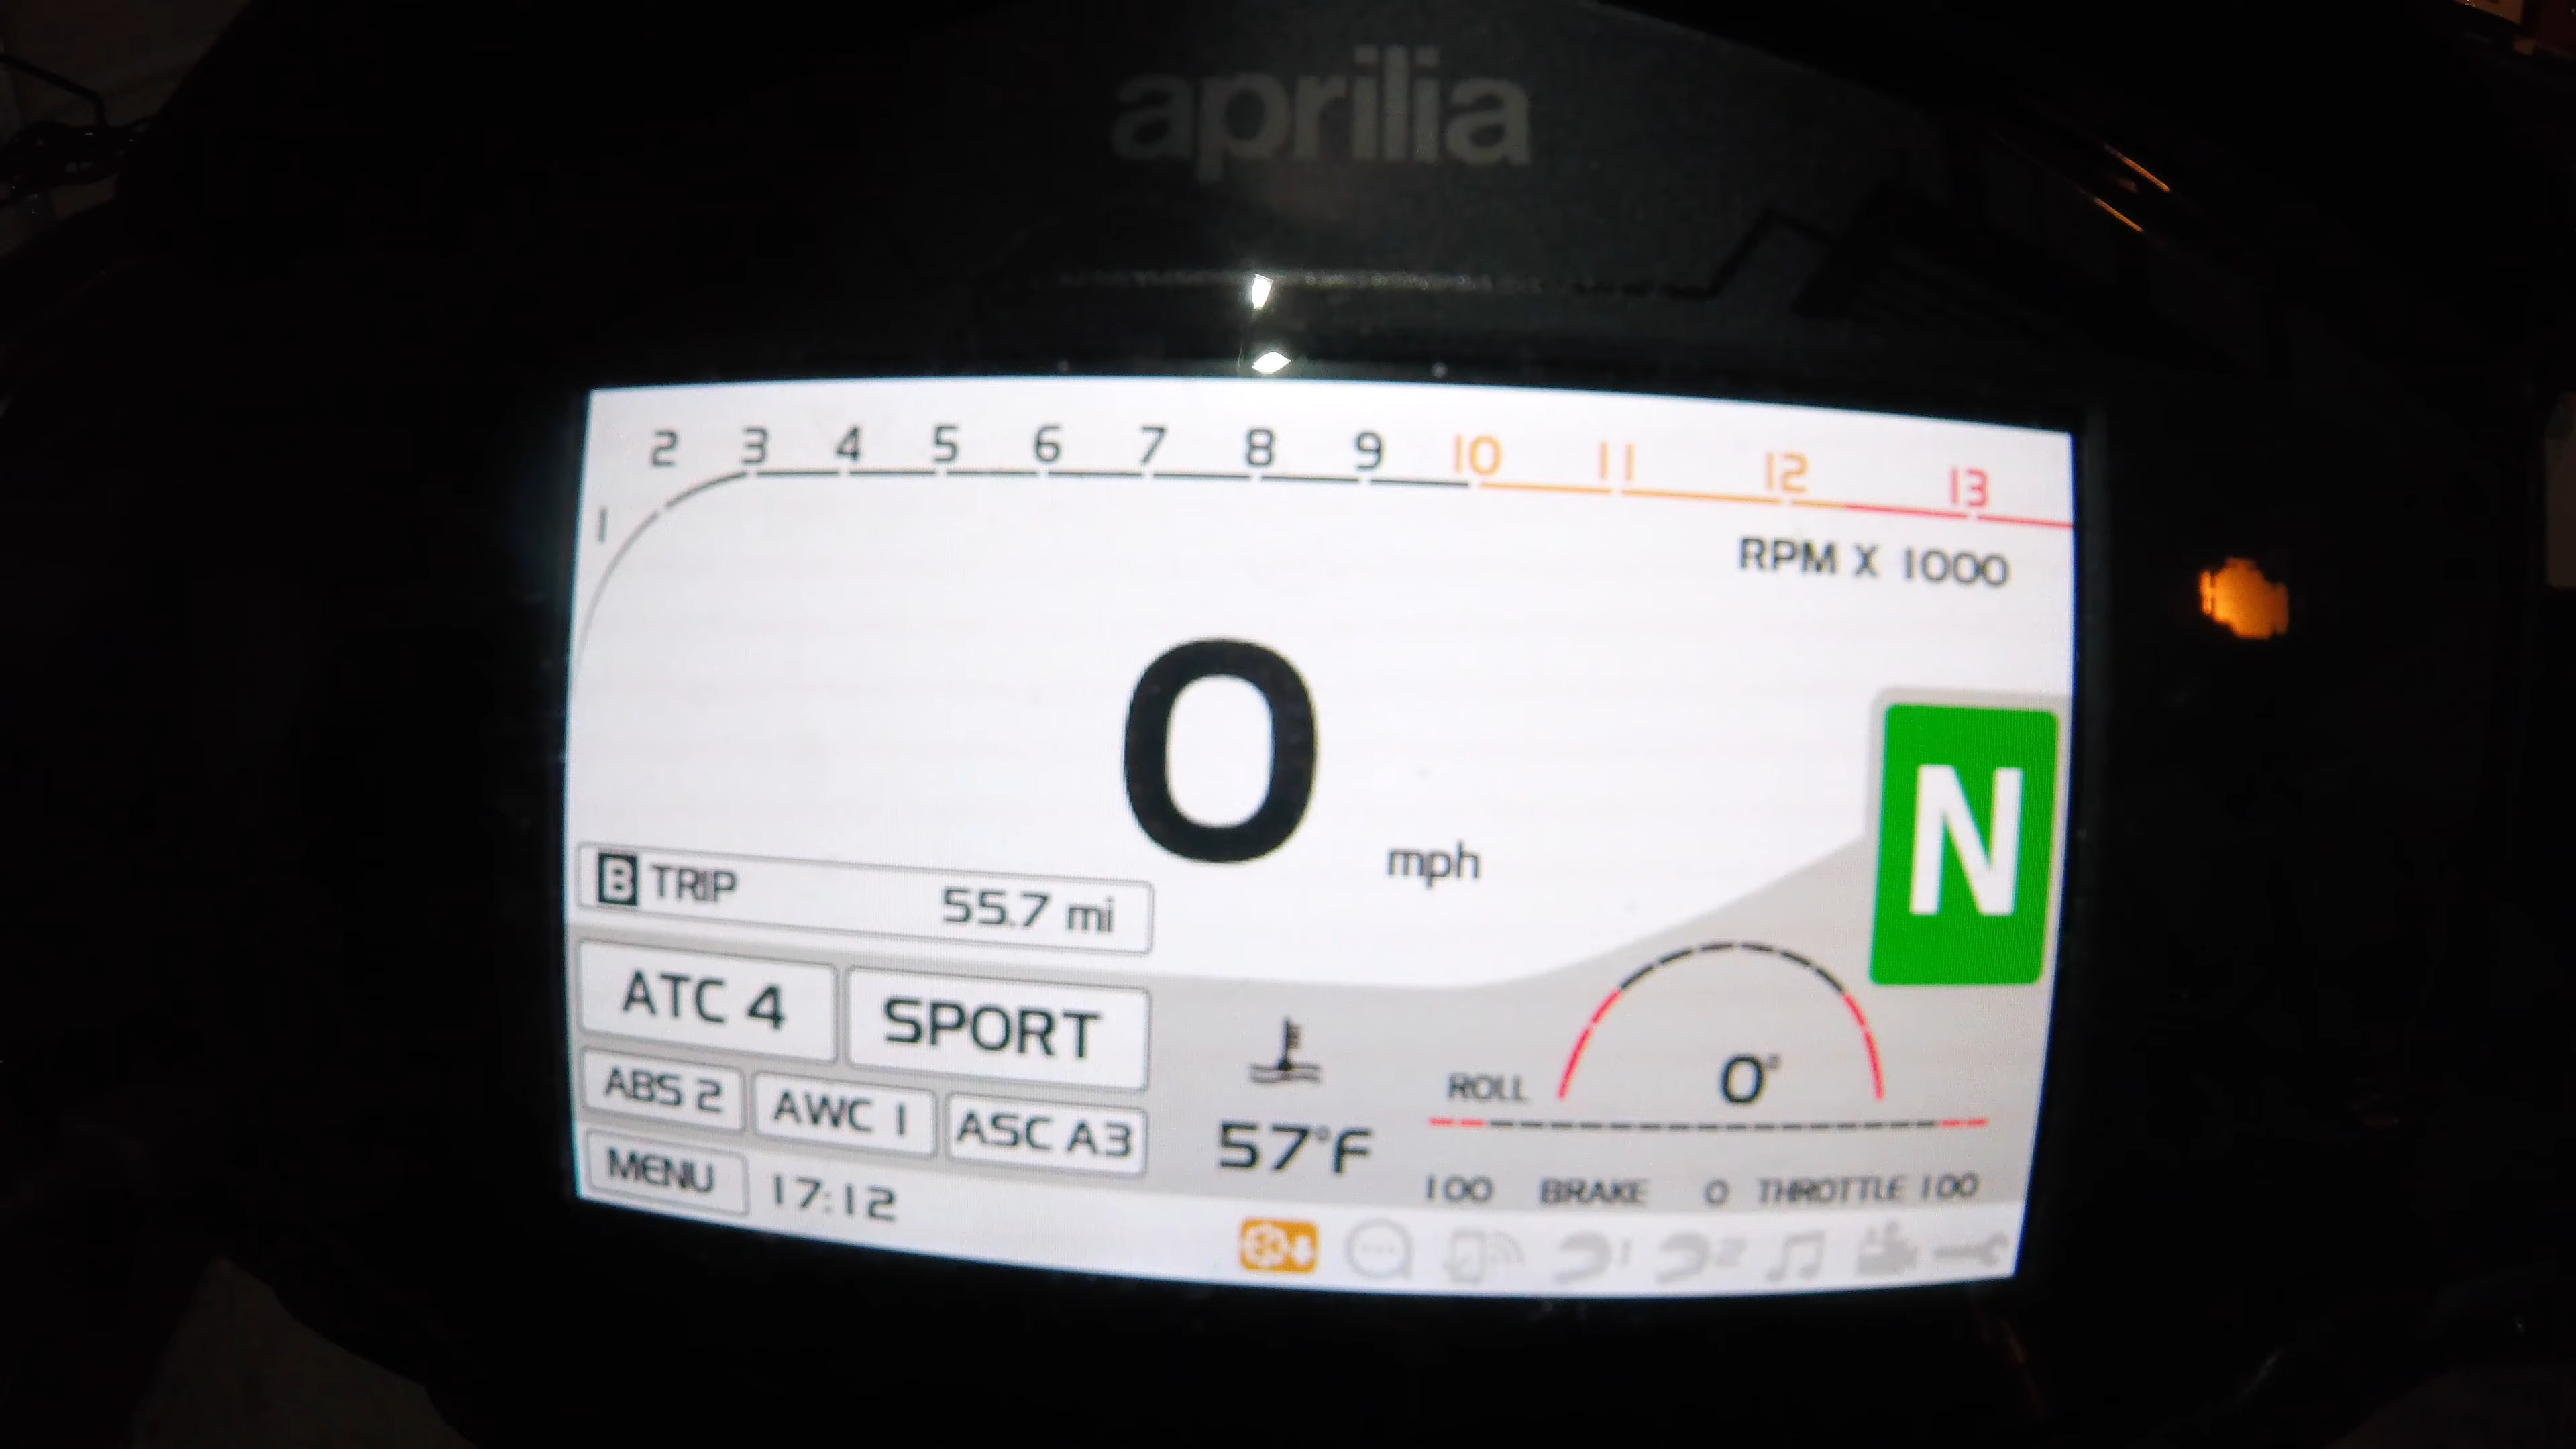 aprilia
1 2 3 4 5 6 7 8 9 10 11 12 13
RPM X 1000
0 mph
N
B TRIP 55.7 mi
ATC 4 SPORT
ABS 2 AWC 1 ASC A3
MENU 17:12
57°F
ROLL 0°
100 BRAKE 0 THROTTLE 100
1 2